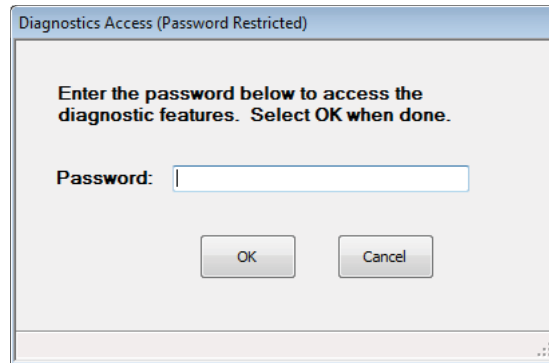 Diagnostics Access (Password Restricted)
Enter the password below to access the
diagnostic features.  Select OK when done.
Password:
OK
Cancel